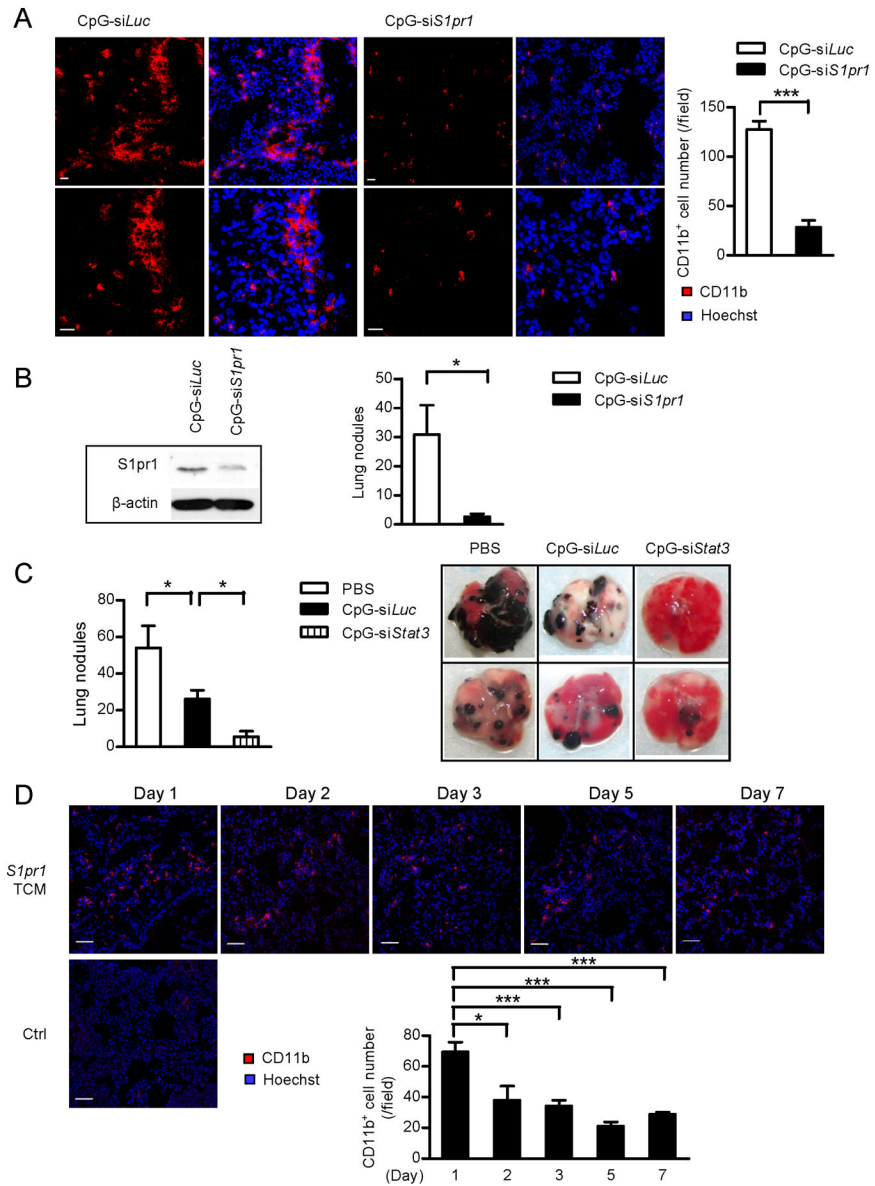 A
CpG-siLuc
CpG-siS1pr1
CpG-siLuc
CpG-siS1pr1
***
150
100
50
0
CD11b⁺ cell number (/field)
CD11b
Hoechst
B
CpG-siLuc
CpG-siS1pr1
S1pr1
β-actin
50
40
30
20
10
0
Lung nodules
*
CpG-siLuc
CpG-siS1pr1
C
80
60
40
20
0
Lung nodules
* *
PBS
CpG-siLuc
CpG-siStat3
PBS CpG-siLuc CpG-siStat3
D
Day 1 Day 2 Day 3 Day 5 Day 7
S1pr1
TCM
Ctrl
CD11b
Hoechst
***
***
***
*
80
60
40
20
0
CD11b⁺ cell number
(/field)
(Day) 1 2 3 5 7